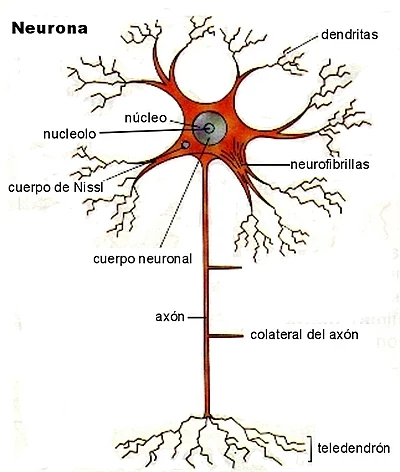 Neurona
dendritas
núcleo
nucleolo
neurofibrillas
cuerpo de Nissl
cuerpo neuronal
axón
colateral del axón
teledendrón